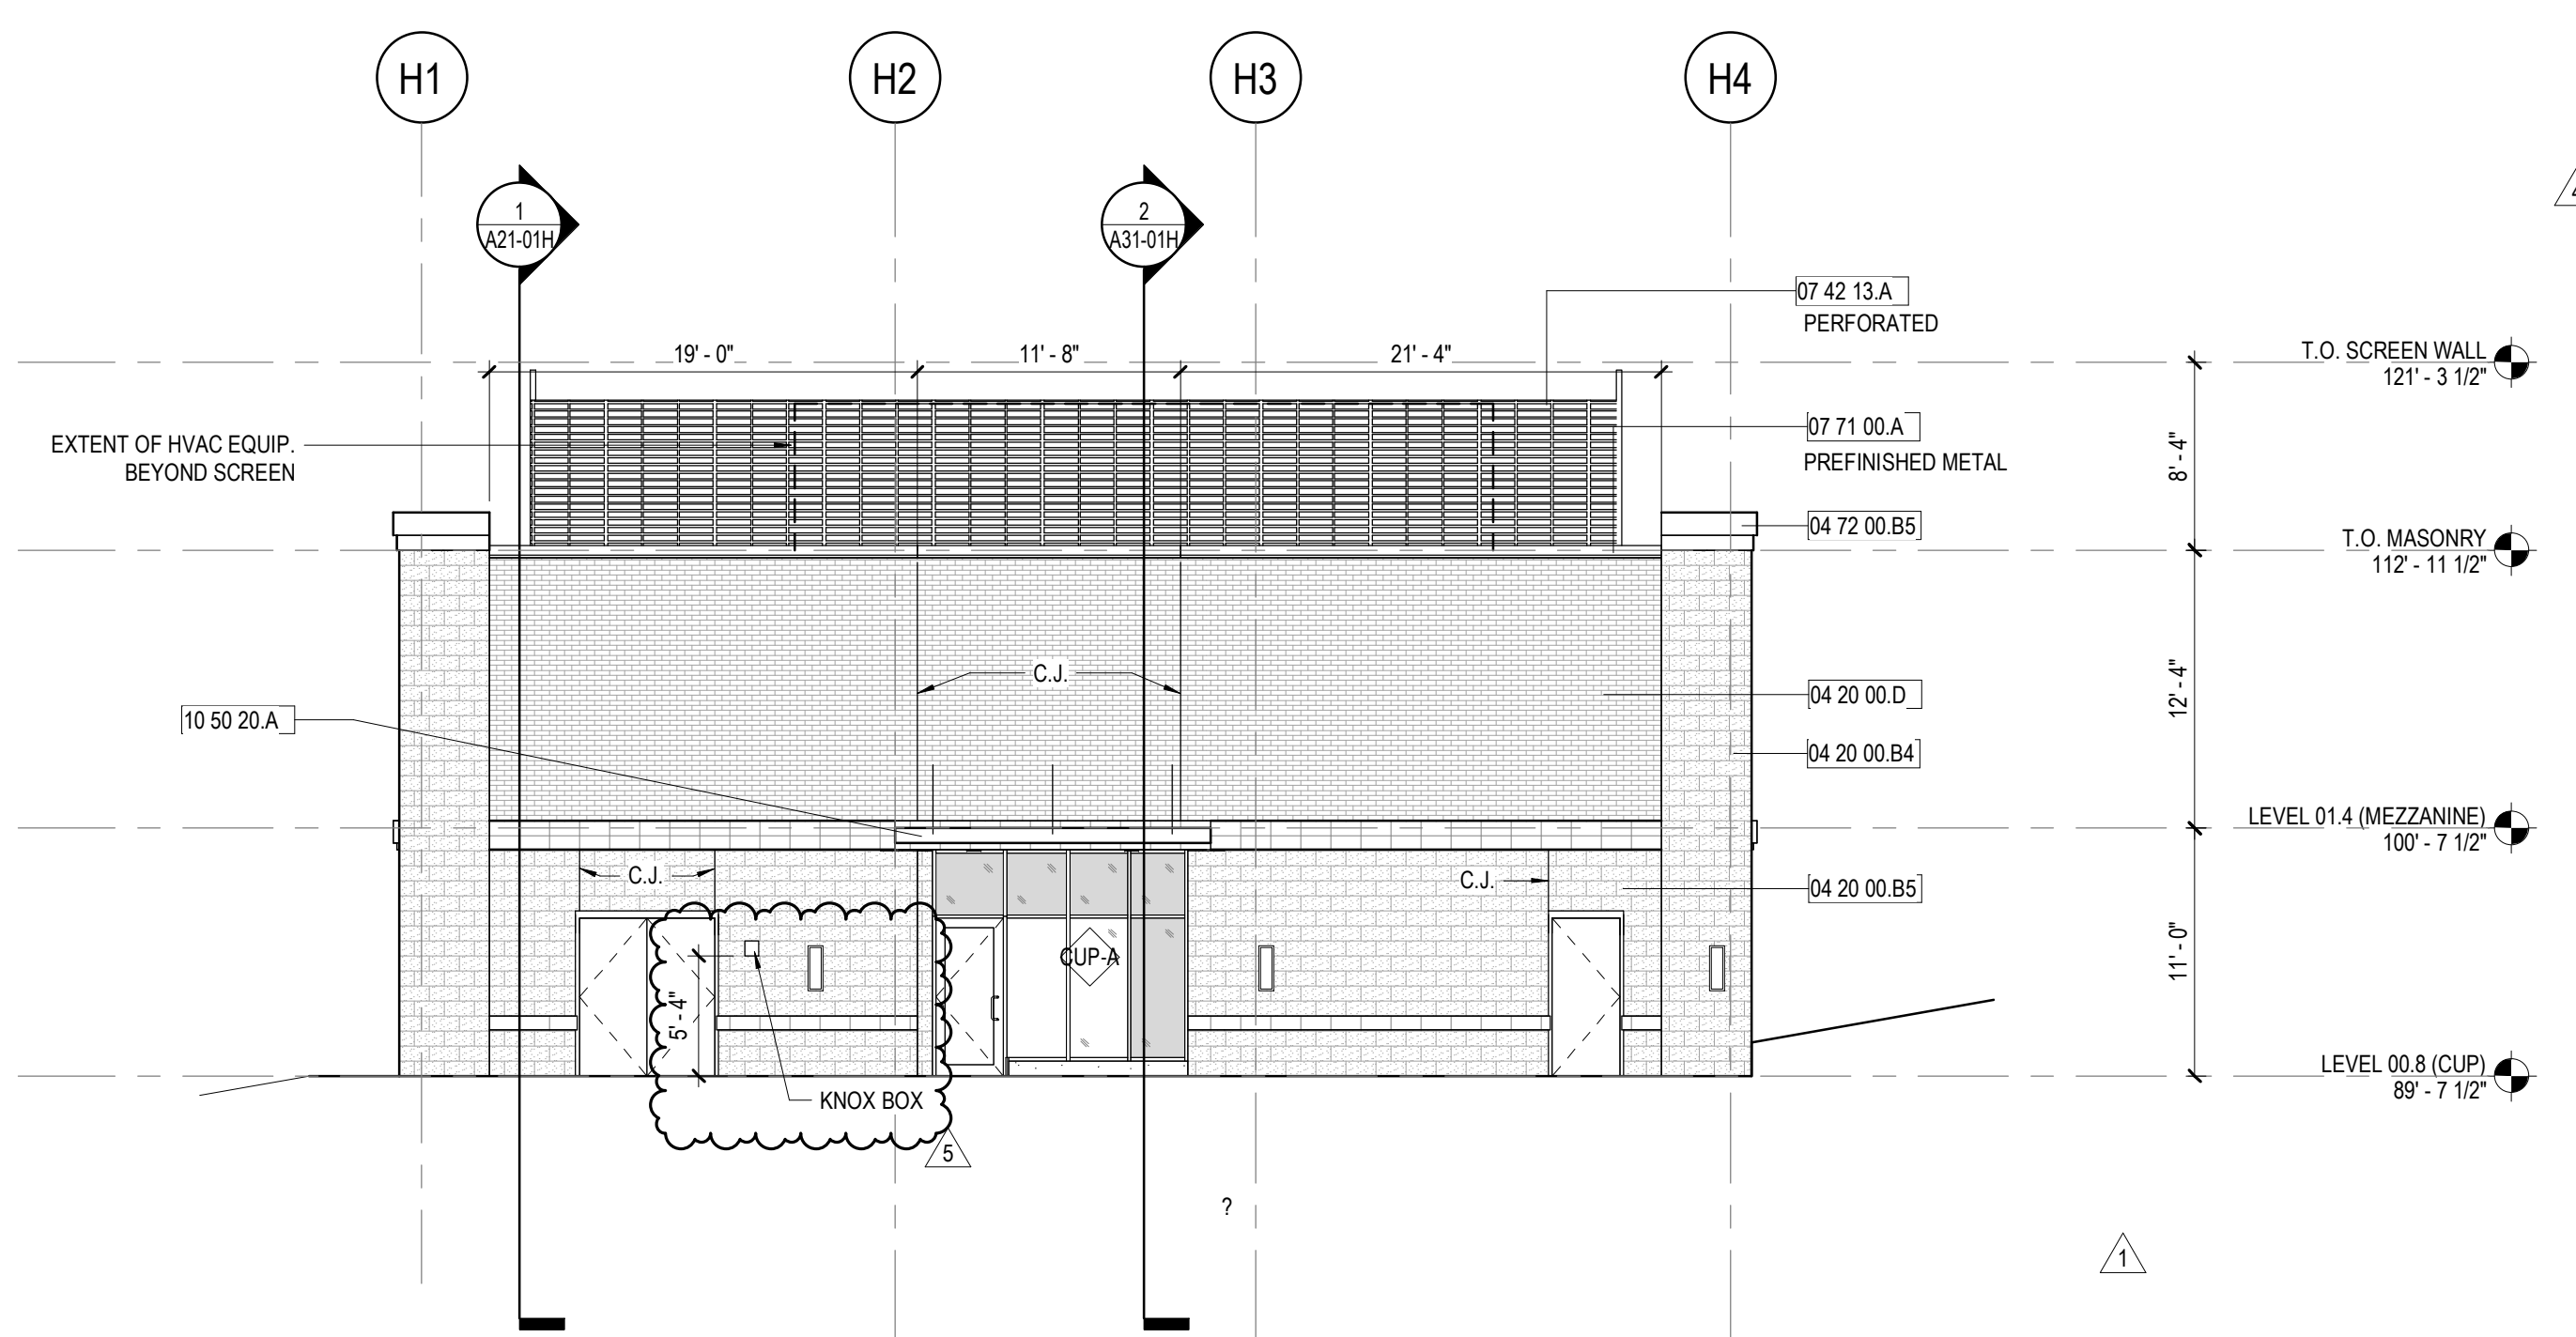 H1
H2
H3
H4
1
A21-01H
2
A31-01H
07 42 13.A
PERFORATED
19' - 0"
11' - 8"
21' - 4"
T.O. SCREEN WALL
121' - 3 1/2"
EXTENT OF HVAC EQUIP.
BEYOND SCREEN
07 71 00.A
PREFINISHED METAL
8' - 4"
04 72 00.B5
T.O. MASONRY
112' - 11 1/2"
C.J.
10 50 20.A
04 20 00.D
12' - 4"
04 20 00.B4
LEVEL 01.4 (MEZZANINE)
100' - 7 1/2"
C.J.
C.J.
04 20 00.B5
CUP-A
11' - 0"
5' - 4"
KNOX BOX
LEVEL 00.8 (CUP)
89' - 7 1/2"
5
?
1